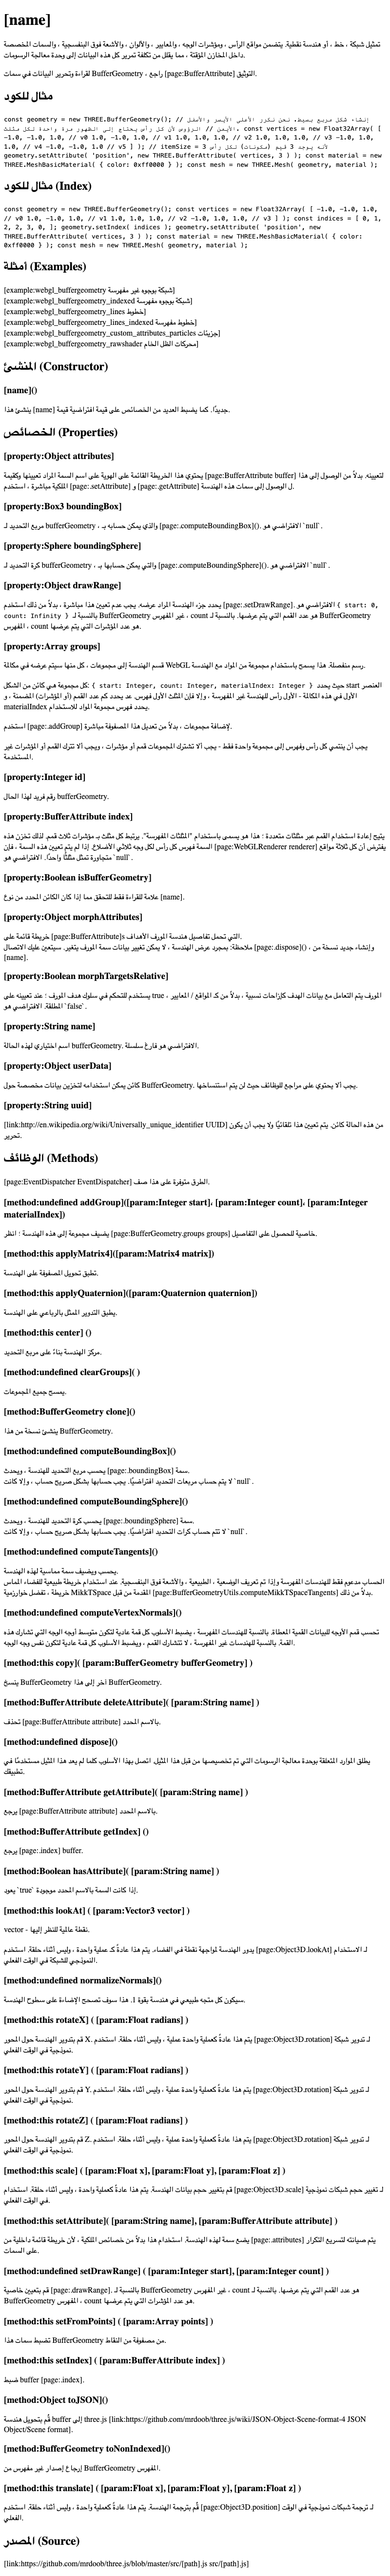 [name]
تمثيل شبكة ، خط ، أو هندسة نقطية. يتضمن مواقع الرأس ، ومؤشرات الوجه ، والمعايير ، والألوان ، والأشعة فوق البنفسجية ، والسمات المخصصة
داخل المخازن المؤقتة ، مما يقلل من تكلفة تمرير كل هذه البيانات إلى وحدة معالجة الرسومات.
لقراءة وتحرير البيانات في سمات BufferGeometry ، راجع [page:BufferAttribute] التوثيق.
مثال للكود
const geometry = new THREE.BufferGeometry(); // إنشاء شكل مربع بسيط. نحن نكرر الأعلى الأيسر والأسفل
الأيمن // الرؤوس لأن كل رأس يحتاج إلى الظهور مرة واحدة لكل مثلث. const vertices = new Float32Array( [
-1.0, -1.0, 1.0, // v0 1.0, -1.0, 1.0, // v1 1.0, 1.0, 1.0, // v2 1.0, 1.0, 1.0, // v3 -1.0, 1.0,
1.0, // v4 -1.0, -1.0, 1.0 // v5 ] ); // itemSize = 3 لأنه يوجد 3 قيم (مكونات) لكل رأس
geometry.setAttribute( 'position', new THREE.BufferAttribute( vertices, 3 ) ); const material =
new THREE.MeshBasicMaterial( { color: 0xff0000 } ); const mesh = new THREE.Mesh( geometry, material );
مثال للكود (Index)
const geometry = new THREE.BufferGeometry(); const vertices = new Float32Array( [ -1.0, -1.0, 1.0,
// v0 1.0, -1.0, 1.0, // v1 1.0, 1.0, 1.0, // v2 -1.0, 1.0, 1.0, // v3 ] ); const indices = [ 0, 1,
2, 2, 3, 0, ]; geometry.setIndex( indices ); geometry.setAttribute( 'position', new
THREE.BufferAttribute( vertices, 3 ) ); const material = new THREE.MeshBasicMaterial( { color:
0xff0000 } ); const mesh = new THREE.Mesh( geometry, material );
أمثلة (Examples)
[example:webgl_buffergeometry شبكة بوجوه غير مفهرسة]
[example:webgl_buffergeometry_indexed شبكة بوجوه مفهرسة]
[example:webgl_buffergeometry_lines خطوط]
[example:webgl_buffergeometry_lines_indexed خطوط مفهرسة]
[example:webgl_buffergeometry_custom_attributes_particles جزيئات]
[example:webgl_buffergeometry_rawshader محركات الظل الخام]
المنشئ (Constructor)
[name]()
ينشئ هذا [name] جديدًا. كما يضبط العديد من الخصائص على قيمة افتراضية قيمة.
الخصائص (Properties)
[property:Object attributes]
يحتوي هذا الخريطة القائمة على الهوية على اسم السمة المراد تعيينها وكقيمة [page:BufferAttribute buffer] لتعيينه. بدلاً من الوصول إلى هذا
الملكية مباشرة ، استخدم [page:.setAttribute] و [page:.getAttribute] ل الوصول إلى سمات هذه الهندسة.
[property:Box3 boundingBox]
مربع التحديد لـ bufferGeometry ، والذي يمكن حسابه بـ [page:.computeBoundingBox](). الافتراضي هو `null` .
[property:Sphere boundingSphere]
كرة التحديد لـ bufferGeometry ، والتي يمكن حسابها بـ [page:.computeBoundingSphere](). الافتراضي هو `null` .
[property:Object drawRange]
يحدد جزء الهندسة المراد عرضه. يجب عدم تعيين هذا مباشرة ، بدلاً من ذلك استخدم [page:.setDrawRange]. الافتراضي هو { start: 0,
count: Infinity } بالنسبة لـ BufferGeometry غير المفهرس ، count هو عدد القمم التي يتم عرضها. بالنسبة لـ BufferGeometry
المفهرس ، count هو عدد المؤشرات التي يتم عرضها.
[property:Array groups]
قسم الهندسة إلى مجموعات ، كل منها سيتم عرضه في مكالمة WebGL رسم منفصلة. هذا يسمح باستخدام مجموعة من المواد مع الهندسة.
كل مجموعة هي كائن من الشكل: { start: Integer, count: Integer, materialIndex: Integer } حيث يحدد start العنصر
الأول في هذه المكالمة - الأول رأس للهندسة غير المفهرسة ، وإلا فإن المثلث الأول فهرس. عد يحدد كم عدد القمم (أو المؤشرات) المضمنة ، و
materialIndex يحدد فهرس مجموعة المواد للاستخدام.
استخدم [page:.addGroup] لإضافة مجموعات ، بدلاً من تعديل هذا المصفوفة مباشرة.
يجب أن ينتمي كل رأس وفهرس إلى مجموعة واحدة فقط - يجب ألا تشترك المجموعات قمم أو مؤشرات ، ويجب ألا تترك القمم أو المؤشرات غير
المستخدمة.
[property:Integer id]
رقم فريد لهذا الحال bufferGeometry.
[property:BufferAttribute index]
يتيح إعادة استخدام القمم عبر مثلثات متعددة ؛ هذا هو يسمى باستخدام "المثلثات المفهرسة". يرتبط كل مثلث بـ مؤشرات ثلاث قمم. لذلك تخزن هذه
السمة فهرس كل رأس لكل وجه ثلاثي الأضلاع. إذا لم يتم تعيين هذه السمة ، فإن [page:WebGLRenderer renderer] يفترض أن كل ثلاثة مواقع
متجاورة تمثل مثلثًا واحدًا. الافتراضي هو `null` .
[property:Boolean isBufferGeometry]
علامة للقراءة فقط للتحقق مما إذا كان الكائن المحدد من نوع [name].
[property:Object morphAttributes]
خريطة قائمة على [page:BufferAttribute]s التي تحمل تفاصيل هندسة المورف الأهداف.
ملاحظة: بمجرد عرض الهندسة ، لا يمكن تغيير بيانات سمة المورف يتغير. سيتعين عليك الاتصال [page:.dispose]() ، وإنشاء جديد نسخة من
[name].
[property:Boolean morphTargetsRelative]
يستخدم للتحكم في سلوك هدف المورف ؛ عند تعيينه على true ، المورف يتم التعامل مع بيانات الهدف كإزاحات نسبية ، بدلاً من كـ المواقع / المعايير
المطلقة. الافتراضي هو `false` .
[property:String name]
اسم اختياري لهذه الحالة bufferGeometry. الافتراضي هو فارغ سلسلة.
[property:Object userData]
كائن يمكن استخدامه لتخزين بيانات مخصصة حول BufferGeometry. يجب ألا يحتوي على مراجع للوظائف حيث لن يتم استنساخها.
[property:String uuid]
[link:http://en.wikipedia.org/wiki/Universally_unique_identifier UUID] من هذه الحالة كائن. يتم تعيين هذا تلقائيًا ولا يجب أن يكون
تحرير.
الوظائف (Methods)
[page:EventDispatcher EventDispatcher] الطرق متوفرة على هذا صف.
[method:undefined addGroup]([param:Integer start]، [param:Integer count]، [param:Integer
materialIndex])
يضيف مجموعة إلى هذه الهندسة ؛ انظر [page:BufferGeometry.groups groups] خاصية للحصول على التفاصيل.
[method:this applyMatrix4]([param:Matrix4 matrix])
تطبق تحويل المصفوفة على الهندسة.
[method:this applyQuaternion]([param:Quaternion quaternion])
يطبق التدوير الممثل بالرباعي على الهندسة.
[method:this center] ()
مركز الهندسة بناءً على مربع التحديد.
[method:undefined clearGroups]( )
يمسح جميع المجموعات.
[method:BufferGeometry clone]()
ينشئ نسخة من هذا BufferGeometry.
[method:undefined computeBoundingBox]()
يحسب مربع التحديد للهندسة ، ويحدث [page:.boundingBox] سمة.
لا يتم حساب مربعات التحديد افتراضيًا. يجب حسابها بشكل صريح حساب ، وإلا كانت `null` .
[method:undefined computeBoundingSphere]()
يحسب كرة التحديد للهندسة ، ويحدث [page:.boundingSphere] سمة.
لا تتم حساب كرات التحديد افتراضيًا. يجب حسابها بشكل صريح حساب ، وإلا كانت `null` .
[method:undefined computeTangents]()
يحسب ويضيف سمة مماسية لهذه الهندسة.
الحساب مدعوم فقط للهندسات المفهرسة وإذا تم تعريف الوضعية ، الطبيعية ، والأشعة فوق البنفسجية. عند استخدام خريطة طبيعية للفضاء المماس
خريطة ، تفضل خوارزمية MikkTSpace المقدمة من قبل [page:BufferGeometryUtils.computeMikkTSpaceTangents] بدلاً من ذلك.
[method:undefined computeVertexNormals]()
تحسب قمم الأوجه للبيانات القمية المعطاة. بالنسبة للهندسات المفهرسة ، يضبط الأسلوب كل قمة عادية لتكون متوسط أوجه الوجه التي تشارك هذه
القمة. بالنسبة للهندسات غير المفهرسة ، لا تتشارك القمم ، ويضبط الأسلوب كل قمة عادية لتكون نفس وجه الوجه.
[method:this copy]( [param:BufferGeometry bufferGeometry] )
ينسخ BufferGeometry آخر إلى هذا BufferGeometry.
[method:BufferAttribute deleteAttribute]( [param:String name] )
تحذف [page:BufferAttribute attribute] بالاسم المحدد.
[method:undefined dispose]()
يطلق الموارد المتعلقة بوحدة معالجة الرسومات التي تم تخصيصها من قبل هذا المثيل. اتصل بهذا الأسلوب كلما لم يعد هذا المثيل مستخدمًا في
تطبيقك.
[method:BufferAttribute getAttribute]( [param:String name] )
يرجع [page:BufferAttribute attribute] بالاسم المحدد.
[method:BufferAttribute getIndex] ()
يرجع [page:.index] buffer.
[method:Boolean hasAttribute]( [param:String name] )
يعود `true` إذا كانت السمة بالاسم المحدد موجودة.
[method:this lookAt] ( [param:Vector3 vector] )
vector - نقطة عالمية للنظر إليها.
يدور الهندسة لمواجهة نقطة في الفضاء. يتم هذا عادةً كـ عملية واحدة ، وليس أثناء حلقة. استخدم [page:Object3D.lookAt] لـ الاستخدام
النموذجي للشبكة في الوقت الفعلي.
[method:undefined normalizeNormals]()
سيكون كل متجه طبيعي في هندسة بقوة 1. هذا سوف تصحح الإضاءة على سطوح الهندسة.
[method:this rotateX] ( [param:Float radians] )
قم بتدوير الهندسة حول المحور X. يتم هذا عادةً كعملية واحدة عملية ، وليس أثناء حلقة. استخدم [page:Object3D.rotation] لـ تدوير شبكة
نموذجية في الوقت الفعلي.
[method:this rotateY] ( [param:Float radians] )
قم بتدوير الهندسة حول المحور Y. يتم هذا عادةً كعملية واحدة عملية ، وليس أثناء حلقة. استخدم [page:Object3D.rotation] لـ تدوير شبكة
نموذجية في الوقت الفعلي.
[method:this rotateZ] ( [param:Float radians] )
قم بتدوير الهندسة حول المحور Z. يتم هذا عادةً كعملية واحدة عملية ، وليس أثناء حلقة. استخدم [page:Object3D.rotation] لـ تدوير شبكة
نموذجية في الوقت الفعلي.
[method:this scale] ( [param:Float x], [param:Float y], [param:Float z] )
قم بتغيير حجم بيانات الهندسة. يتم هذا عادةً كعملية واحدة ، وليس أثناء حلقة. استخدام [page:Object3D.scale] لـ تغيير حجم شبكات نموذجية
في الوقت الفعلي.
[method:this setAttribute]( [param:String name], [param:BufferAttribute attribute] )
يضع سمة لهذه الهندسة. استخدام هذا بدلاً من خصائص الملكية ، لأن خريطة قائمة داخلية من [page:.attributes] يتم صيانته لتسريع التكرار
على السمات.
[method:undefined setDrawRange] ( [param:Integer start], [param:Integer count] )
قم بتعيين خاصية [page:.drawRange]. بالنسبة لـ BufferGeometry غير المفهرس ، count هو عدد القمم التي يتم عرضها. بالنسبة لـ
BufferGeometry المفهرس ، count هو عدد المؤشرات التي يتم عرضها.
[method:this setFromPoints] ( [param:Array points] )
تضبط سمات هذا BufferGeometry من مصفوفة من النقاط.
[method:this setIndex] ( [param:BufferAttribute index] )
ضبط buffer [page:.index].
[method:Object toJSON]()
قُم بتحويل هندسة buffer إلى three.js [link:https://github.com/mrdoob/three.js/wiki/JSON-Object-Scene-format-4 JSON
Object/Scene format].
[method:BufferGeometry toNonIndexed]()
إرجاع إصدار غير مفهرس من BufferGeometry المفهرس.
[method:this translate] ( [param:Float x], [param:Float y], [param:Float z] )
قُم بترجمة الهندسة. يتم هذا عادةً كعملية واحدة ، وليس أثناء حلقة. استخدم [page:Object3D.position] لـ ترجمة شبكات نموذجية في الوقت
الفعلي.
المصدر (Source)
[link:https://github.com/mrdoob/three.js/blob/master/src/[path].js src/[path].js]